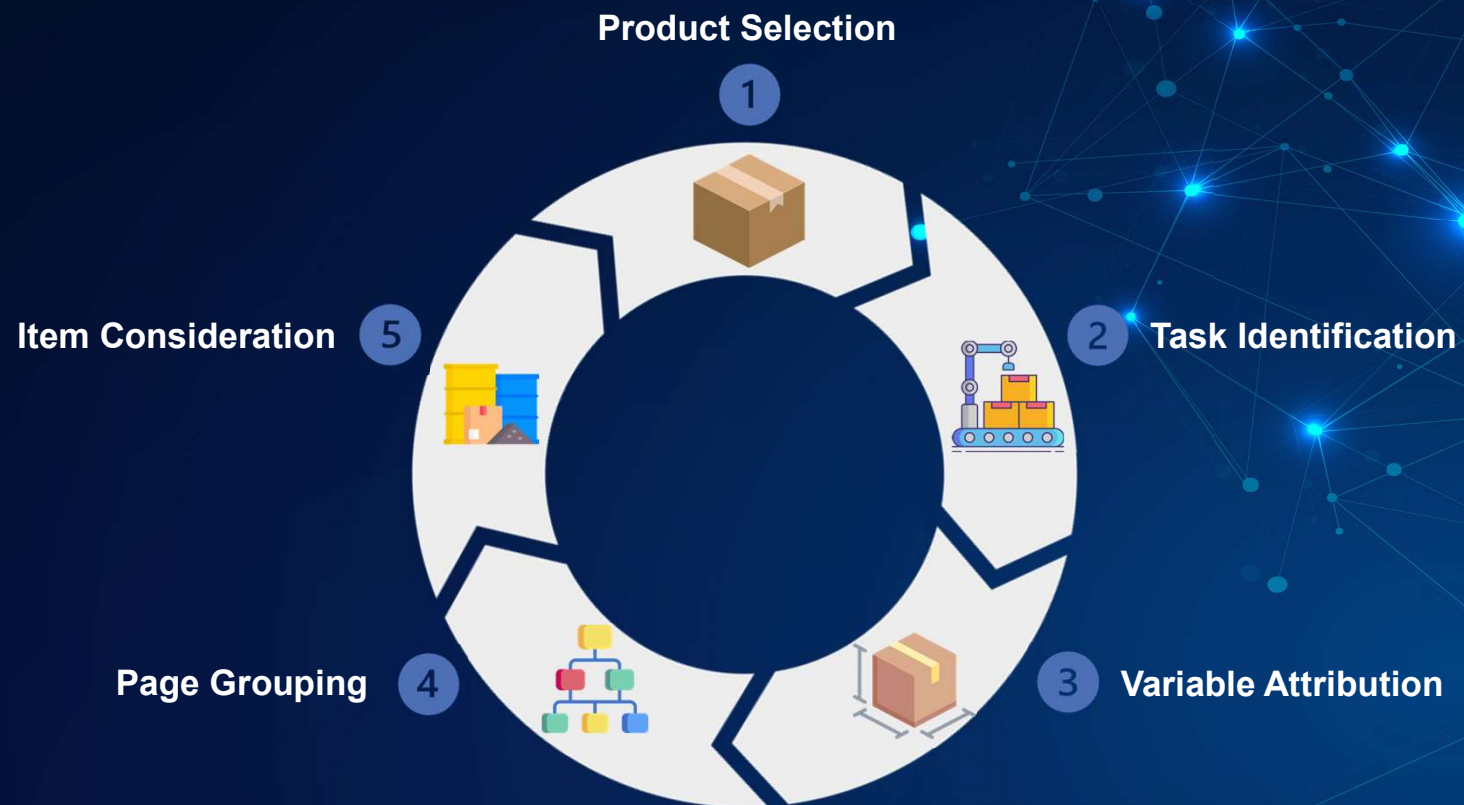 Product Selection
1
2
Task Identification
3
Variable Attribution
Page Grouping
4
Item Consideration
5